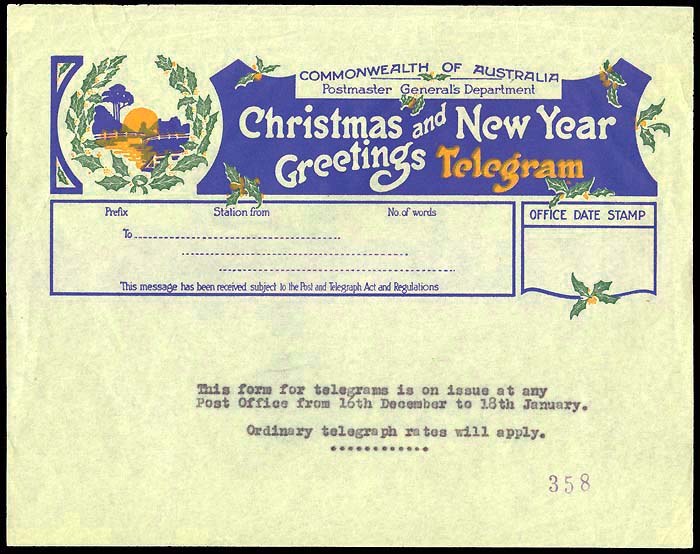 COMMONWEALTH OF AUSTRALIA
Postmaster General's Department
Christmas and New Year
Greetings Telegram
Prefix Station from No. of words
To
This message has been received subject to the Post and Telegraph Act and Regulations
OFFICE DATE STAMP
This form for telegrams is on issue at any
Post Office from 16th December to 18th January.
Ordinary telegraph rates will apply.
358